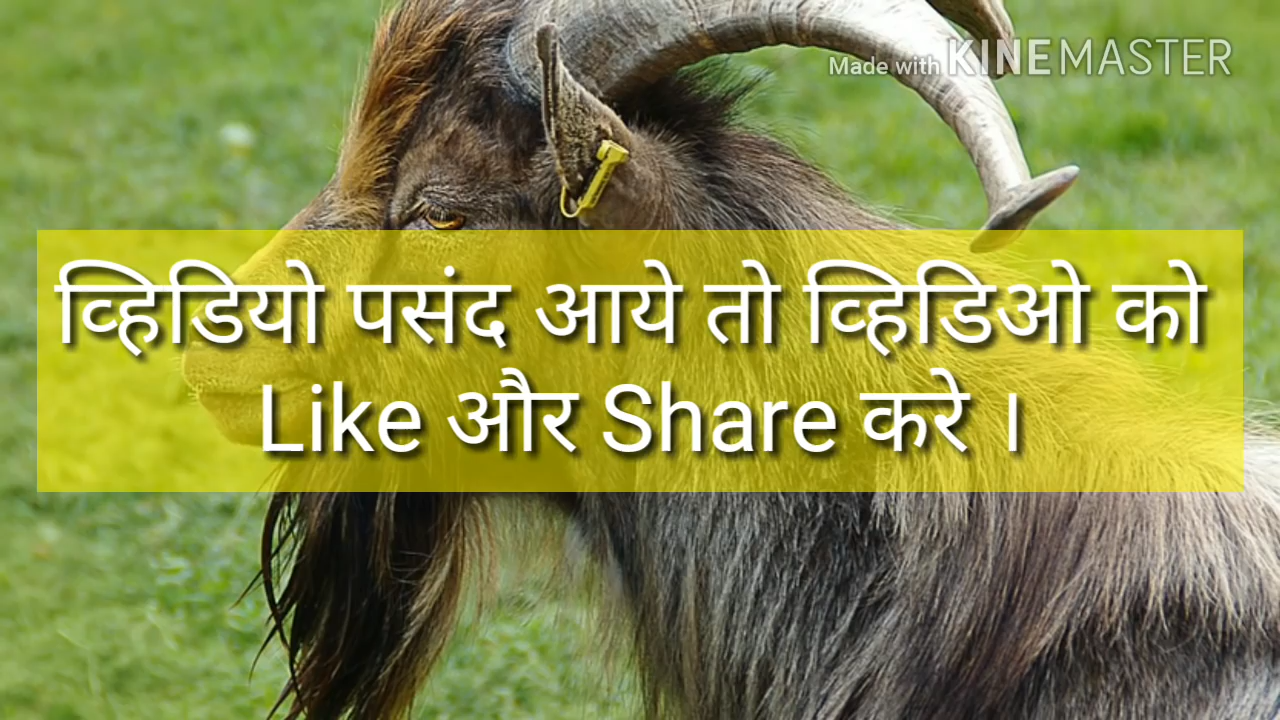 Made with KINEMASTER
व्हिडियो पसंद आये तो व्हिडिओ को
Like और Share करे ।